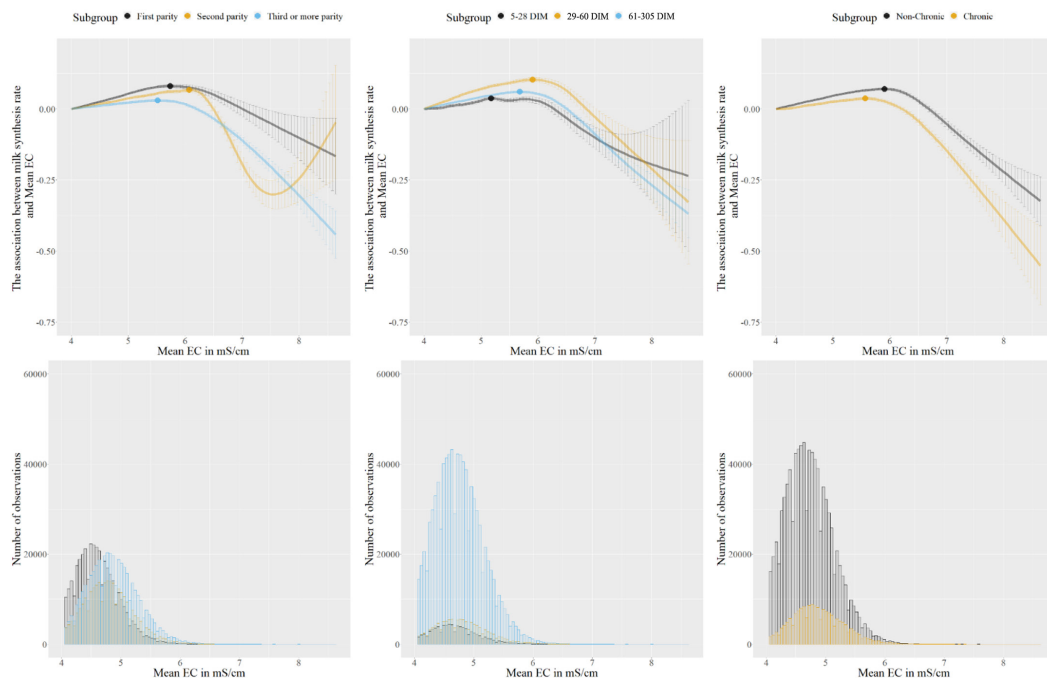 Subgroup First parity Second parity Third or more parity
Subgroup 5-28 DIM 29-60 DIM 61-305 DIM
Subgroup Non-Chronic Chronic
The association between milk synthesis rate
and Mean EC
0.00
-0.25
-0.50
-0.75
4 5 6 7 8
Mean EC in mS/cm
The association between milk synthesis rate
and Mean EC
0.00
-0.25
-0.50
-0.75
4 5 6 7 8
Mean EC in mS/cm
The association between milk synthesis rate
and Mean EC
0.00
-0.25
-0.50
-0.75
4 5 6 7 8
Mean EC in mS/cm
Number of observations
60000
40000
20000
0
4 5 6 7 8
Mean EC in mS/cm
Number of observations
60000
40000
20000
0
4 5 6 7 8
Mean EC in mS/cm
Number of observations
60000
40000
20000
0
4 5 6 7 8
Mean EC in mS/cm